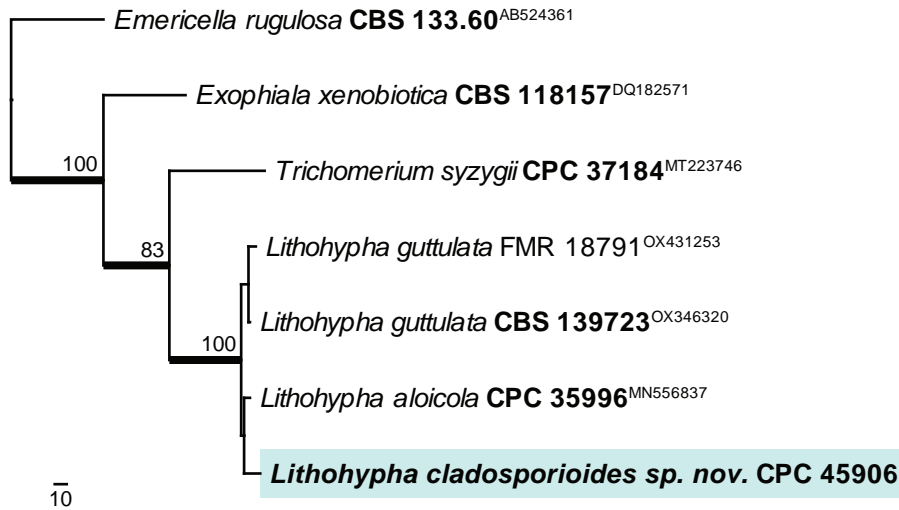 Emericella rugulosa CBS 133.60AB524361
Exophiala xenobiotica CBS 118157DQ182571
100
Trichomerium syzygii CPC 37184MT223746
83
Lithohypha guttulata FMR 18791OX431253
Lithohypha guttulata CBS 139723OX346320
100
Lithohypha aloicola CPC 35996MN556837
Lithohypha cladosporioides sp. nov. CPC 45906
10